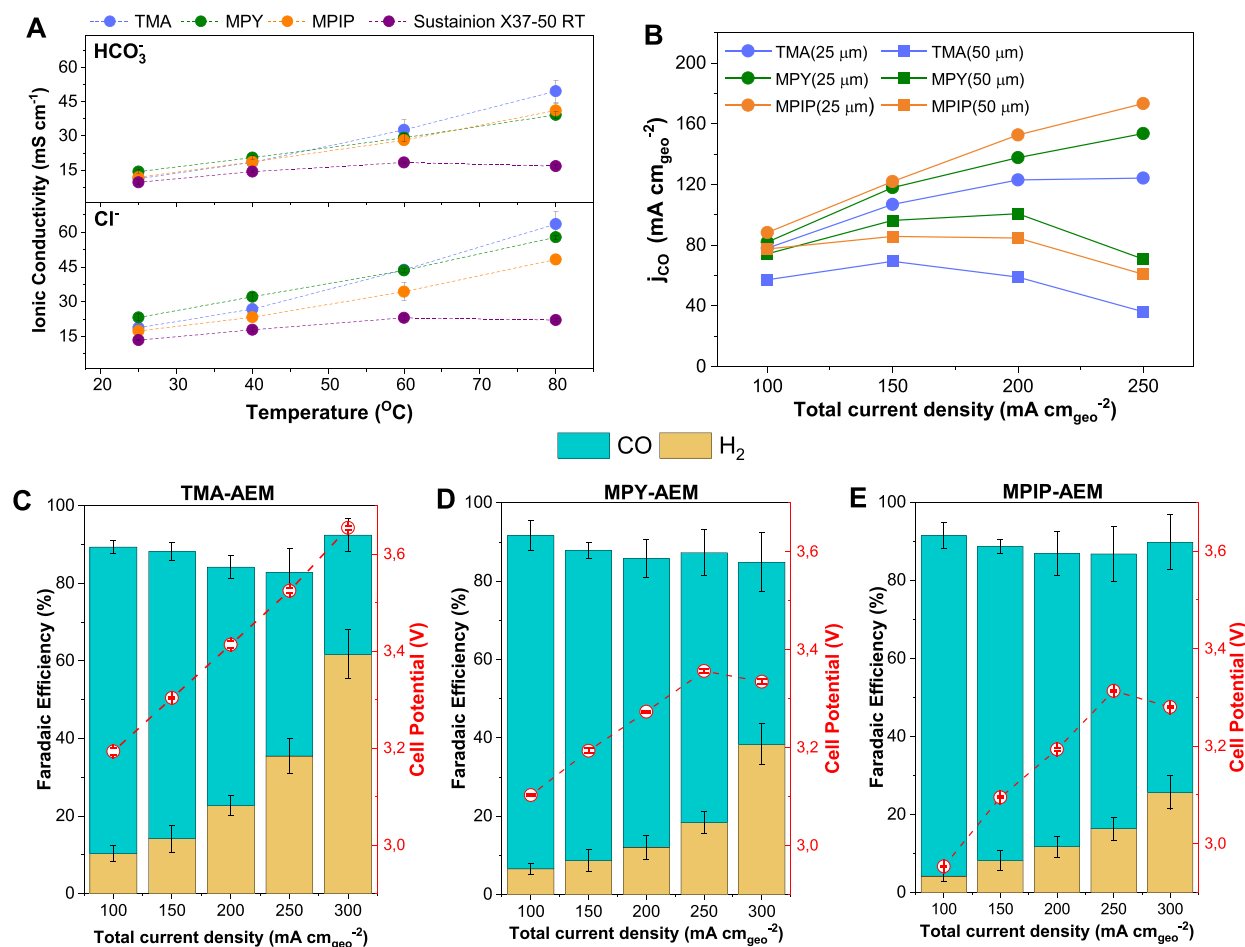 A
TMA MPY MPIP Sustainion X37-50 RT
HCO3-
60
45
30
15
Cl-
60
45
30
15
Ionic Conductivity (mS cm-1)
20 30 40 50 60 70 80
Temperature (OC)
B
TMA(25 μm) TMA(50 μm)
MPY(25 μm) MPY(50 μm)
MPIP(25 μm) MPIP(50 μm)
200
160
120
80
40
0
jCO (mA cmgeo-2)
100 150 200 250
Total current density (mA cmgeo-2)
CO H2
C
TMA-AEM
100
80
60
40
20
0
Faradaic Efficiency (%)
3,6
3,4
3,2
3,0
Cell Potential (V)
100 150 200 250 300
Total current density (mA cmgeo-2)
D
MPY-AEM
100
80
60
40
20
0
Faradaic Efficiency (%)
3,6
3,4
3,2
3,0
Cell Potential (V)
100 150 200 250 300
Total current density (mA cmgeo-2)
E
MPIP-AEM
100
80
60
40
20
0
Faradaic Efficiency (%)
3,6
3,4
3,2
3,0
Cell Potential (V)
100 150 200 250 300
Total current density (mA cmgeo-2)